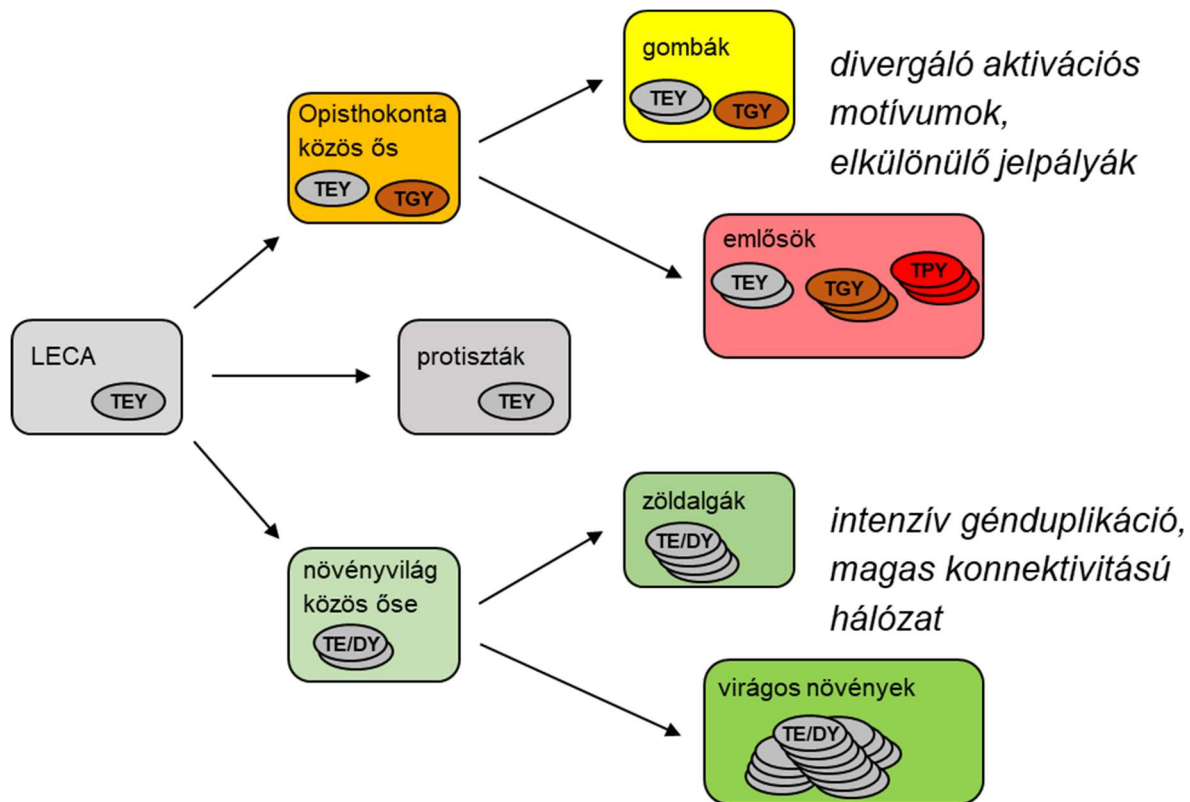 gombák
TEY
TGY
divergáló aktivációs
motívumok,
elkülönülő jelpályák
Opisthokonta
közös ős
TEY
TGY
emlősök
TEY
TGY
TPY
LECA
TEY
protiszták
TEY
zöldalgák
TE/DY
intenzív génduplikáció,
magas konnektivitású
hálózat
növényvilág
közös őse
TE/DY
virágos növények
TE/DY